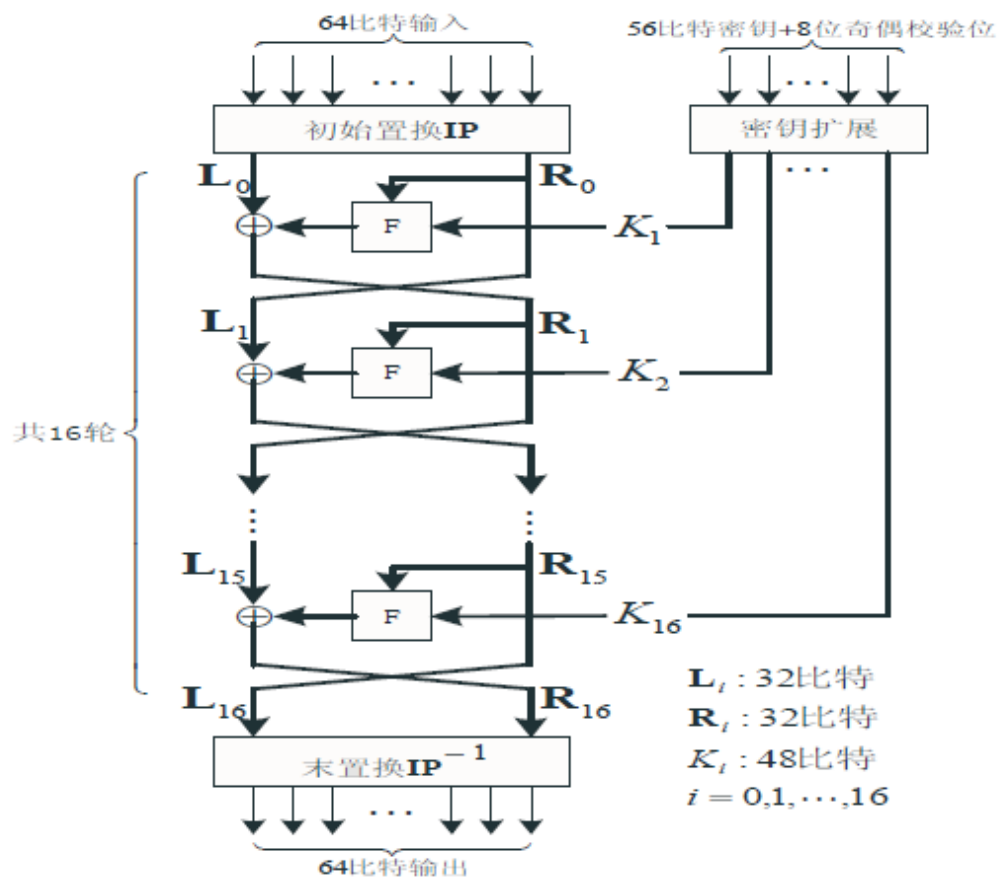 64比特输入
56比特密钥+8位奇偶校验位
...
...
初始置换IP
密钥扩展
...
L₀
R₀
F
K₁
L₁
R₁
F
K₂
共16轮
⋮
⋮
L₁₅
R₁₅
F
K₁₆
L₁₆
R₁₆
Lᵢ : 32比特
Rᵢ : 32比特
Kᵢ : 48比特
i = 0,1,⋯,16
末置换IP⁻¹
...
64比特输出